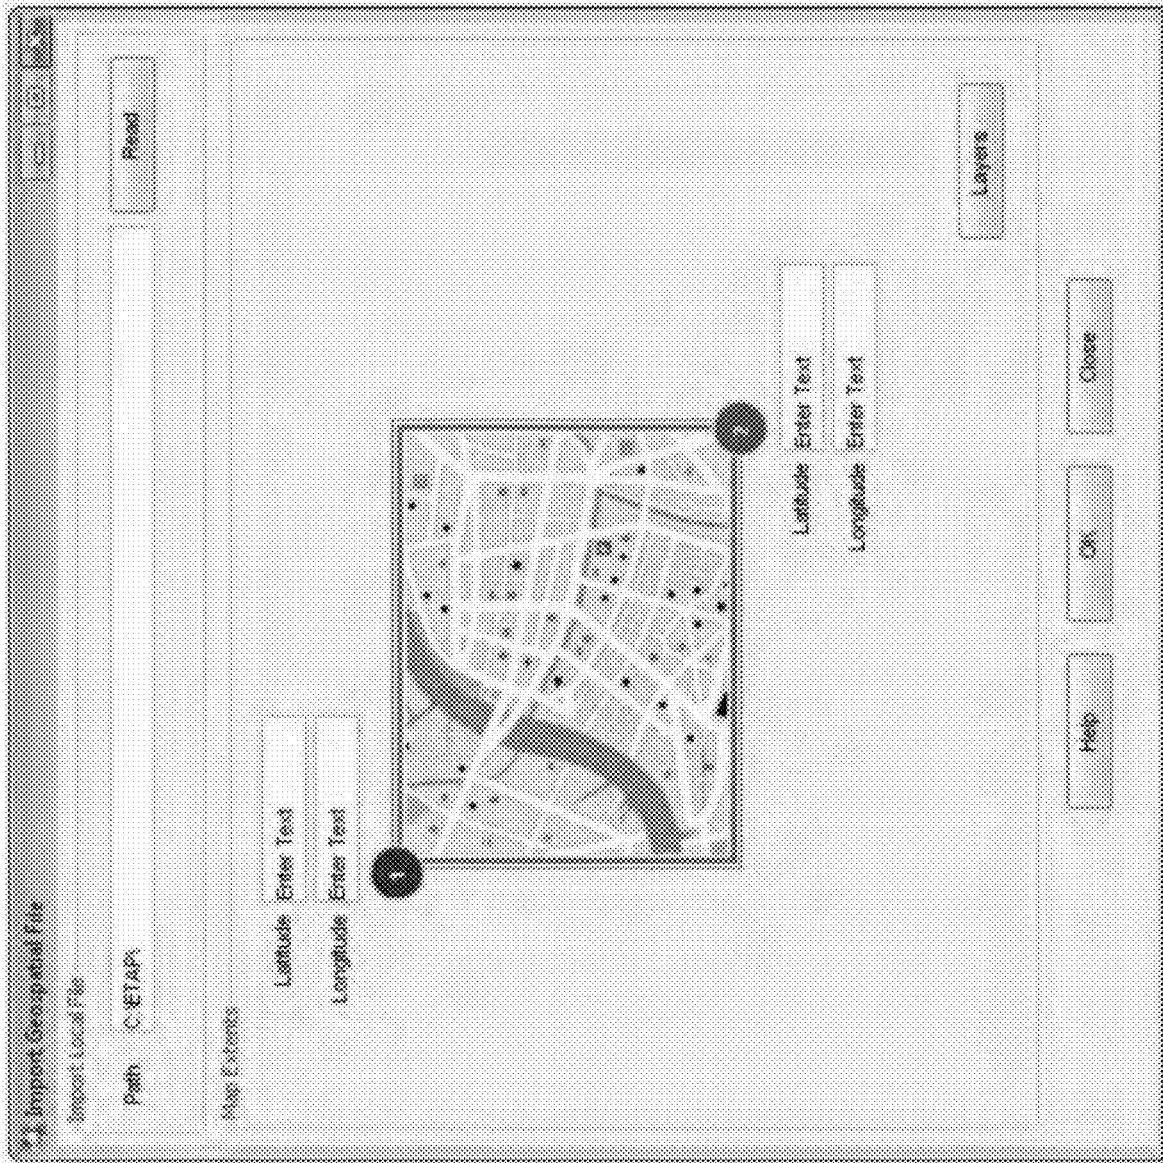 Import Geospatial File
Import Local File
Path C:\ETAP\ Read
Map Extents
Latitude Enter Text
Longitude Enter Text
1
Latitude Enter Text
Longitude Enter Text
Layers
Help OK Close